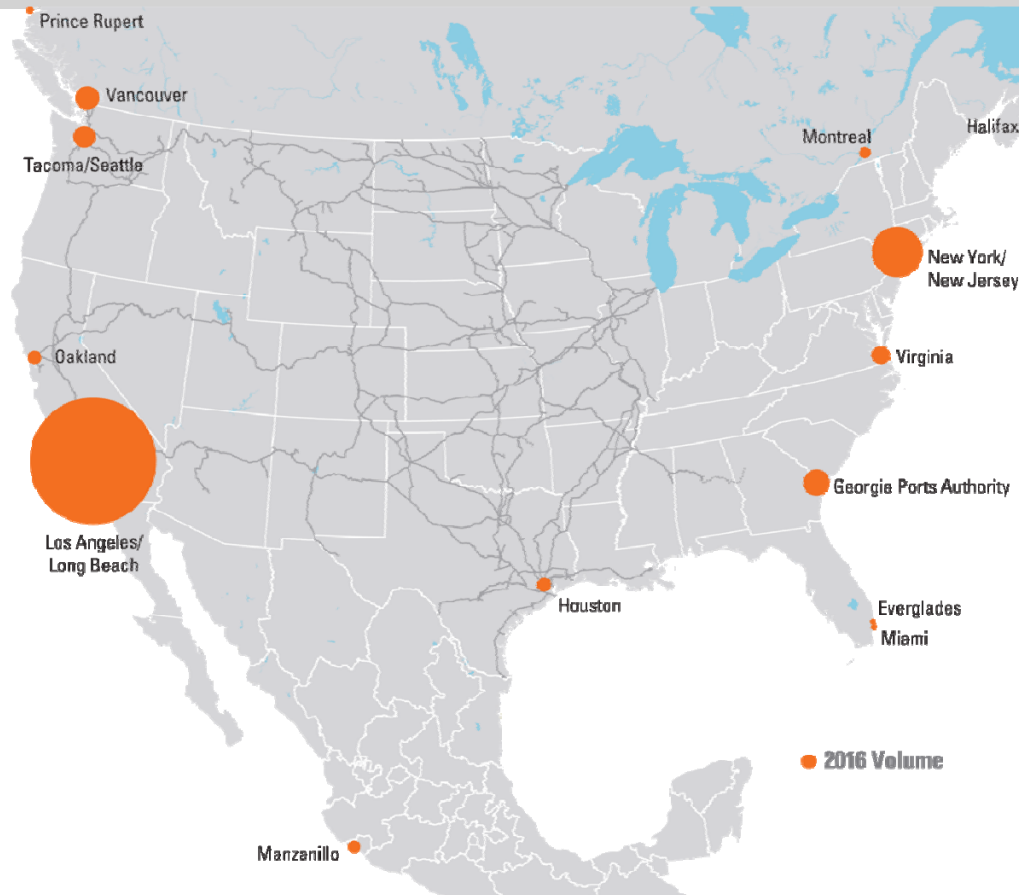 Prince Rupert
Vancouver
Tacoma/Seattle
Montreal
Halifax
New York/
New Jersey
Oakland
Virginia
Los Angeles/
Long Beach
Georgia Ports Authority
Houston
Everglades
Miami
2016 Volume
Manzanillo